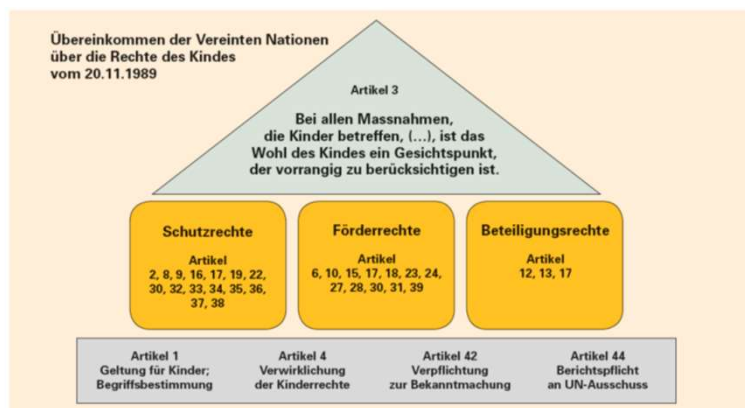 Übereinkommen der Vereinten Nationen
über die Rechte des Kindes
vom 20.11.1989
Artikel 3
Bei allen Massnahmen,
die Kinder betreffen, (...), ist das
Wohl des Kindes ein Gesichtspunkt,
der vorrangig zu berücksichtigen ist.
Schutzrechte
Artikel
2, 8, 9, 16, 17, 19, 22,
30, 32, 33, 34, 35, 36,
37, 38
Förderrechte
Artikel
6, 10, 15, 17, 18, 23, 24,
27, 28, 30, 31, 39
Beteiligungsrechte
Artikel
12, 13, 17
Artikel 1
Geltung für Kinder;
Begriffsbestimmung
Artikel 4
Verwirklichung
der Kinderrechte
Artikel 42
Verpflichtung
zur Bekanntmachung
Artikel 44
Berichtspflicht
an UN-Ausschuss